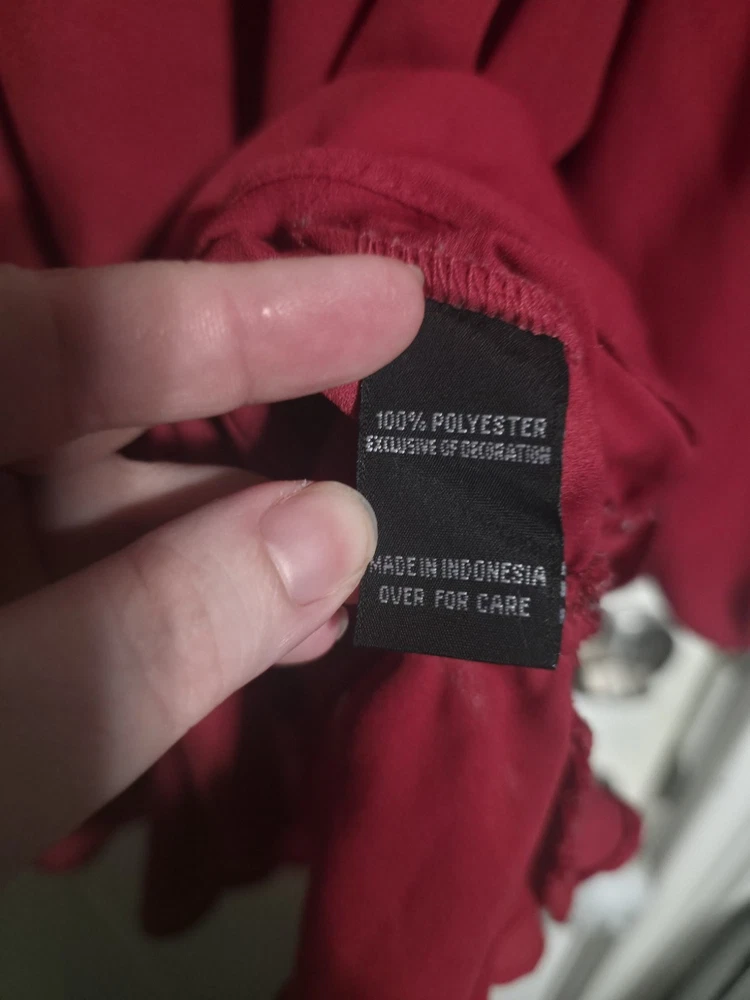 100% POLYESTER
EXCLUSIVE OF DECORATION
MADE IN INDONESIA
OVER FOR CARE